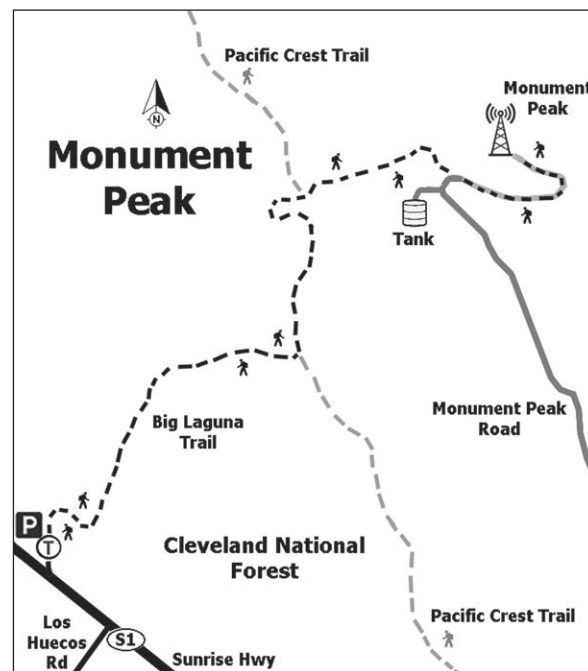 Pacific Crest Trail
Monument
Peak
N
Monument
Peak
Tank
Monument Peak
Road
Big Laguna
Trail
P
T
Cleveland National
Forest
Los
Huecos
Rd
S1
Sunrise Hwy
Pacific Crest Trail